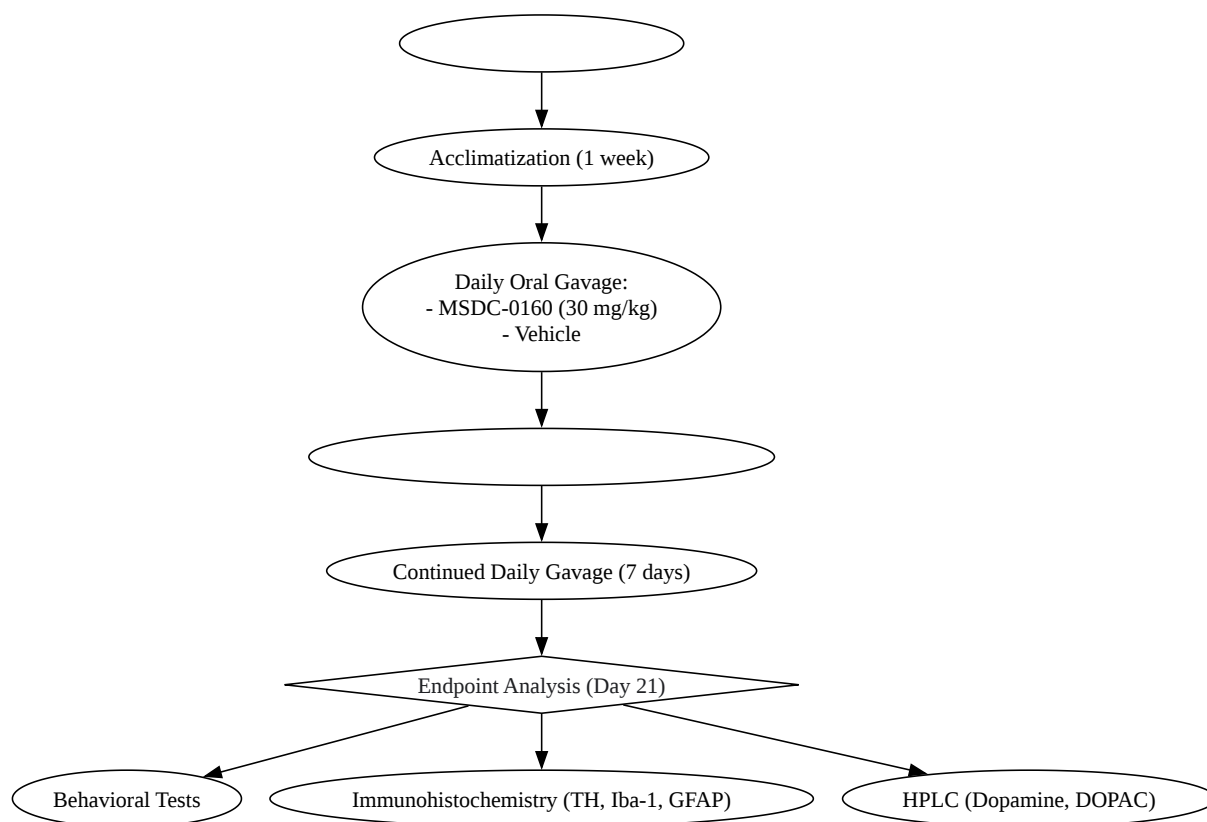 Acclimatization (1 week)
Daily Oral Gavage:
- MSDC-0160 (30 mg/kg)
- Vehicle
Continued Daily Gavage (7 days)
Endpoint Analysis (Day 21)
Behavioral Tests
Immunohistochemistry (TH, Iba-1, GFAP)
HPLC (Dopamine, DOPAC)